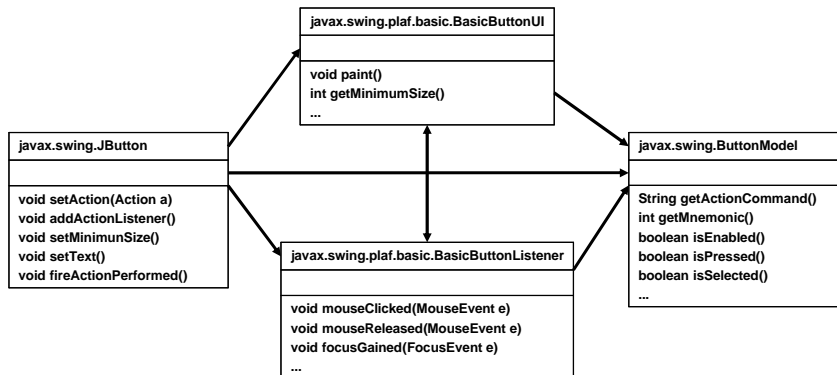 javax.swing.plaf.basic.BasicButtonUI
void paint()
int getMinimumSize()
...
javax.swing.JButton
void setAction(Action a)
void addActionListener()
void setMinimunSize()
void setText()
void fireActionPerformed()
javax.swing.ButtonModel
String getActionCommand()
int getMnemonic()
boolean isEnabled()
boolean isPressed()
boolean isSelected()
...
javax.swing.plaf.basic.BasicButtonListener
void mouseClicked(MouseEvent e)
void mouseReleased(MouseEvent e)
void focusGained(FocusEvent e)
...